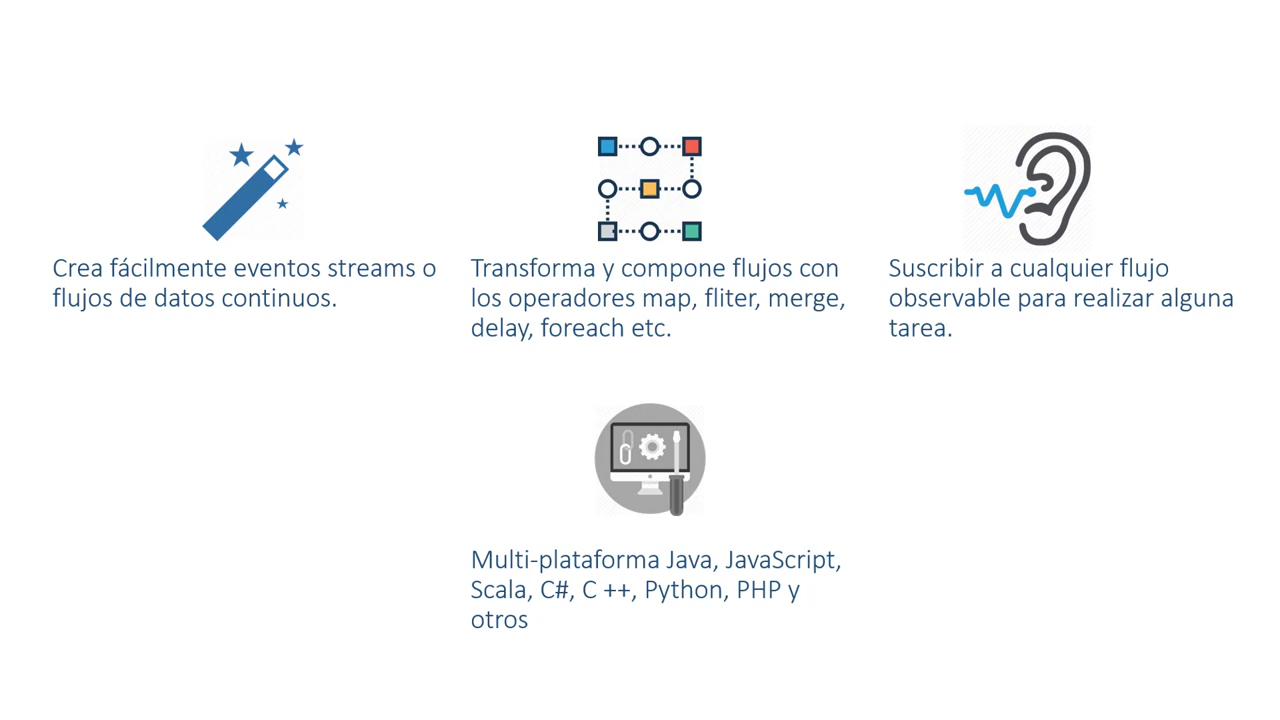 Crea fácilmente eventos streams o
flujos de datos continuos.
Transforma y compone flujos con
los operadores map, fliter, merge,
delay, foreach etc.
Suscribir a cualquier flujo
observable para realizar alguna
tarea.
Multi-plataforma Java, JavaScript,
Scala, C#, C ++, Python, PHP y
otros